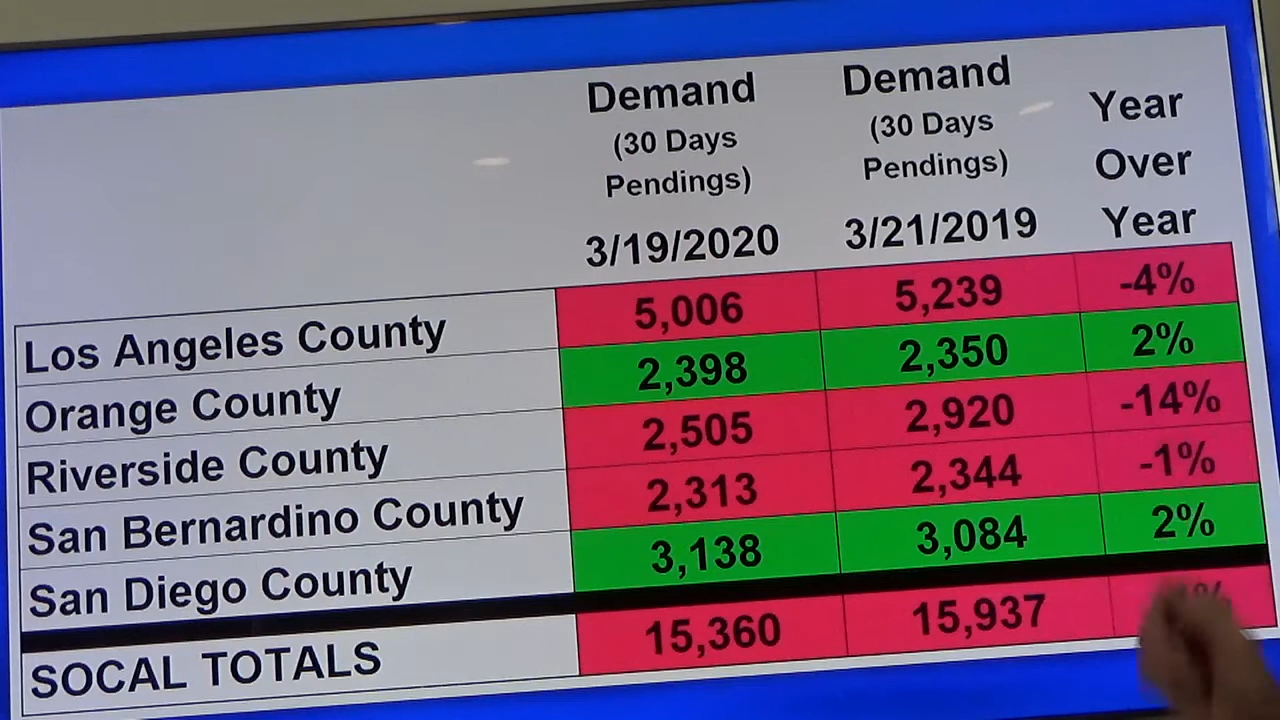 Demand Demand Year
(30 Days (30 Days Over
Pendings) Pendings) Year
3/19/2020 3/21/2019
Los Angeles County 5,006 5,239 -4%
Orange County 2,398 2,350 2%
Riverside County 2,505 2,920 -14%
San Bernardino County 2,313 2,344 -1%
San Diego County 3,138 3,084 2%
SOCAL TOTALS 15,360 15,937